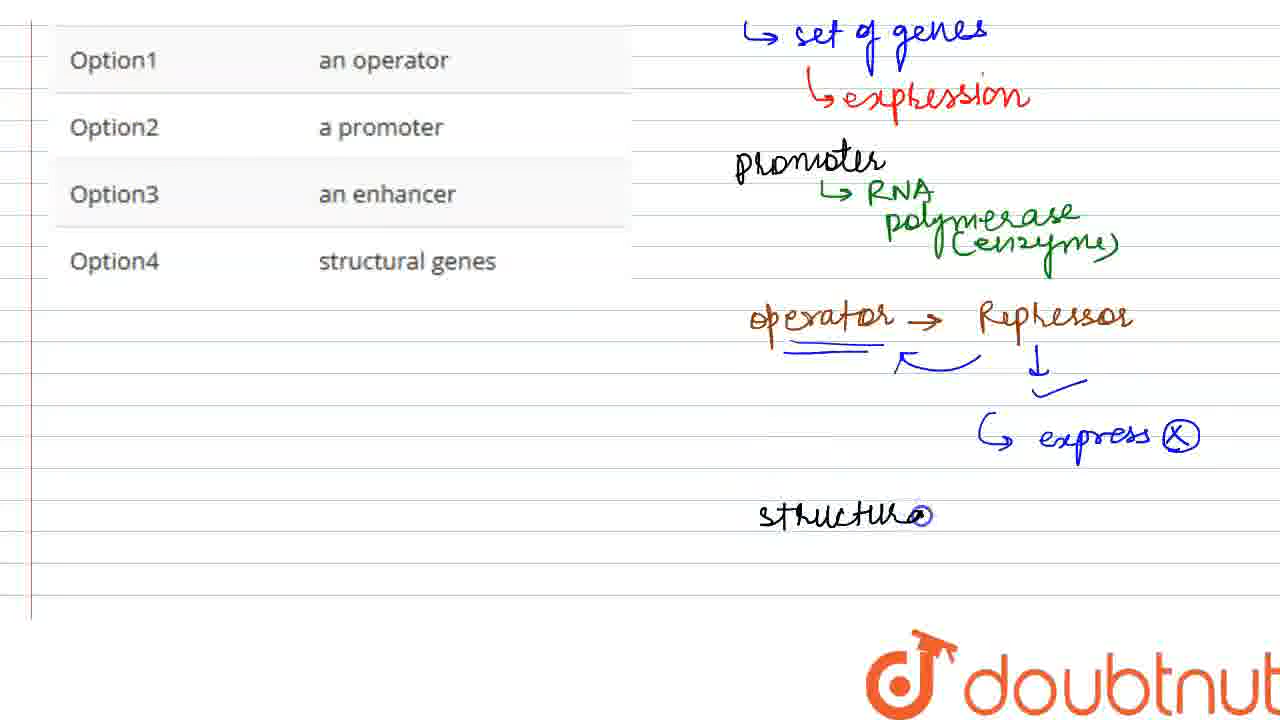 Option1 an operator
Option2 a promoter
Option3 an enhancer
Option4 structural genes
↳ set of genes
↳ expression
promoter
↳ RNA
polymerase
(enzyme)
operator → Repressor
↳ express X
structura
doubtnut